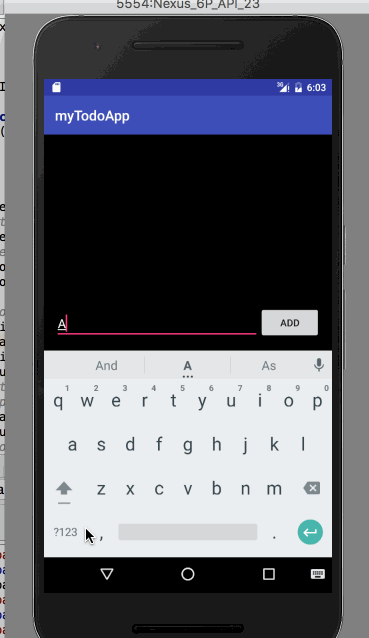 5554:Nexus_6P_API_23
3G 6:03
myTodoApp
A ADD
And A As
1 2 3 4 5 6 7 8 9 0
q w e r t y u i o p
a s d f g h j k l
z x c v b n m
?123 , .